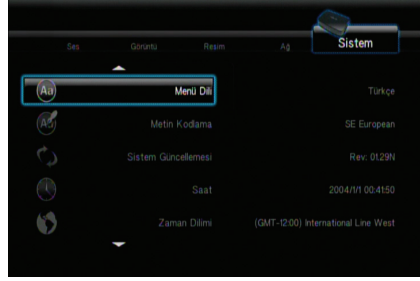 Ses Görüntü Resim Ağ Sistem
Menü Dili Türkçe
Metin Kodlama SE European
Sistem Güncellemesi Rev: 01.29N
Saat 2004/1/1 00:41:50
Zaman Dilimi (GMT-12:00) International Line West